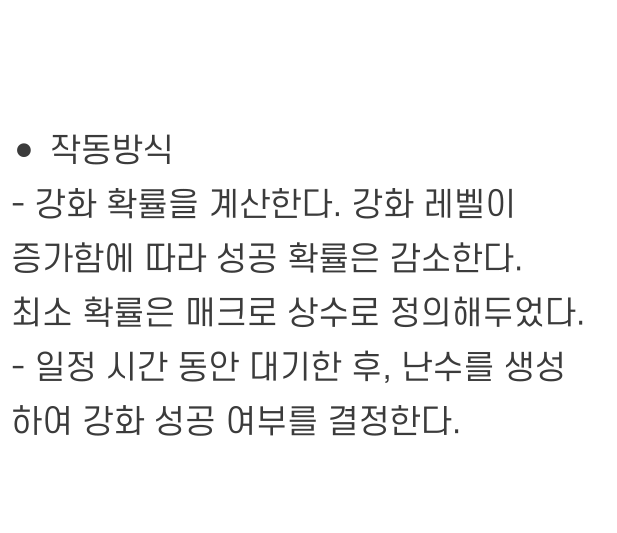 ● 작동방식
- 강화 확률을 계산한다. 강화 레벨이
증가함에 따라 성공 확률은 감소한다.
최소 확률은 매크로 상수로 정의해두었다.
- 일정 시간 동안 대기한 후, 난수를 생성
하여 강화 성공 여부를 결정한다.